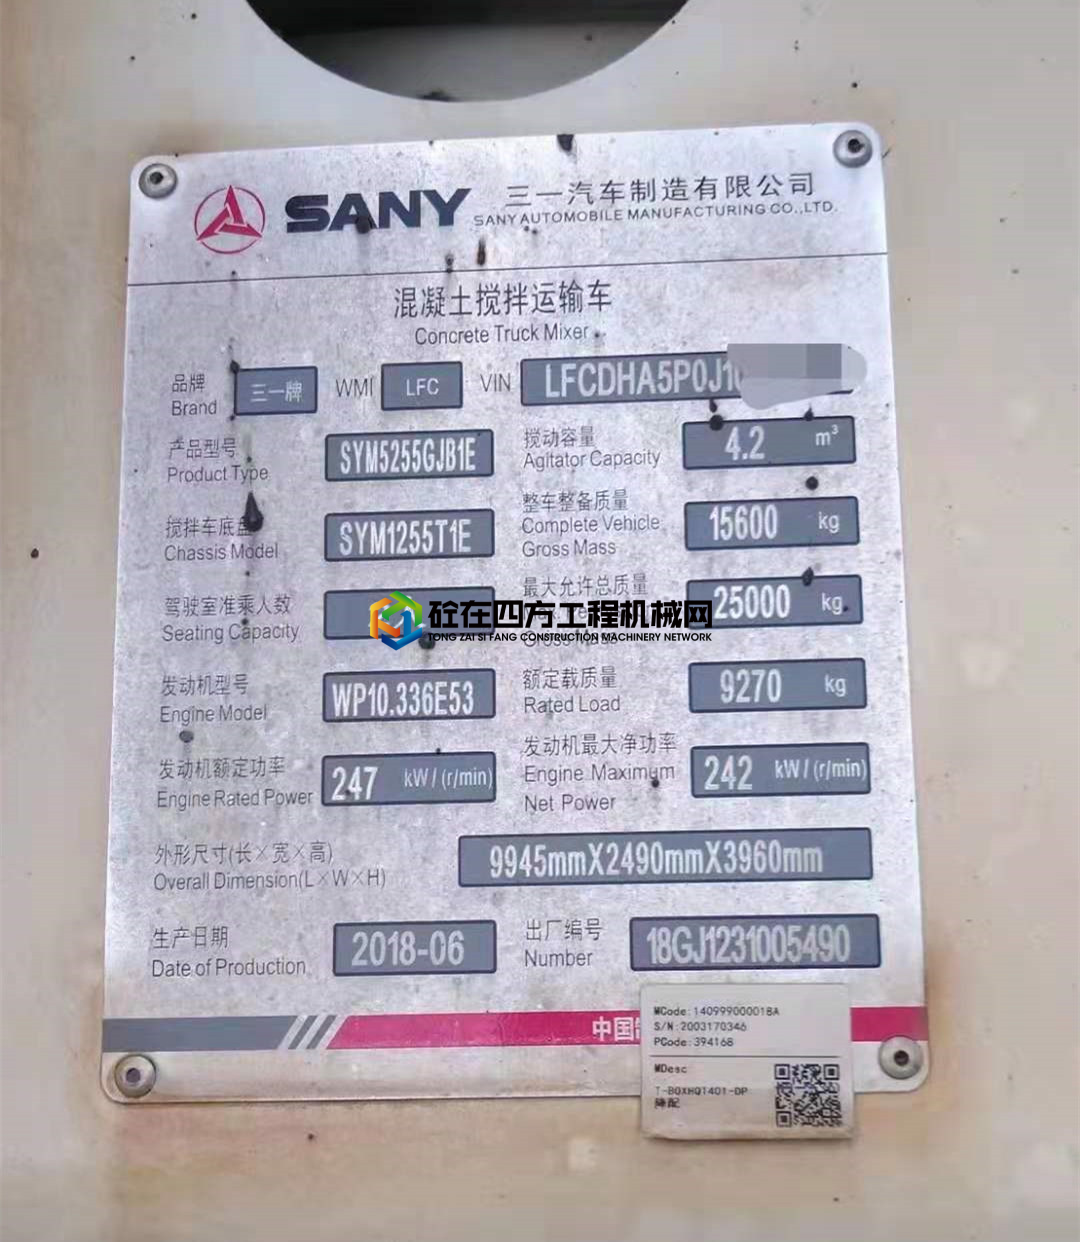 SANY 三一汽车制造有限公司
SANY AUTOMOBILE MANUFACTURING CO.,LTD.
混凝土搅拌运输车
Concrete Truck Mixer
品牌 Brand 三一牌 WMI LFC VIN LFCDHA5P0J1
产品型号 SYM5255GJB1E 搅动容量 4.2 m³
Product Type Agitator Capacity
搅拌车底盘 SYM1255T1E 整车整备质量 15600 kg
Chassis Model Complete Vehicle
Gross Mass
驾驶室准乘人数 最大允许总质量 25000 kg
Seating Capacity
砼在四方工程机械网
TONG ZAI SI FANG CONSTRUCTION MACHINERY NETWORK
发动机型号 WP10.336E53 额定载质量 9270 kg
Engine Model Rated Load
发动机额定功率 247 kW/(r/min) 发动机最大净功率 242 kW/(r/min)
Engine Rated Power Engine Maximum
Net Power
外形尺寸(长×宽×高) 9945mmX2490mmX3960mm
Overall Dimension(L×W×H)
生产日期 2018-06 出厂编号 18GJ1231005490
Date of Production Number
中国
MCode:140999000018A
S/N:2003170346
PCode:394168
MDesc
T-BOXHQT401-DP
降配